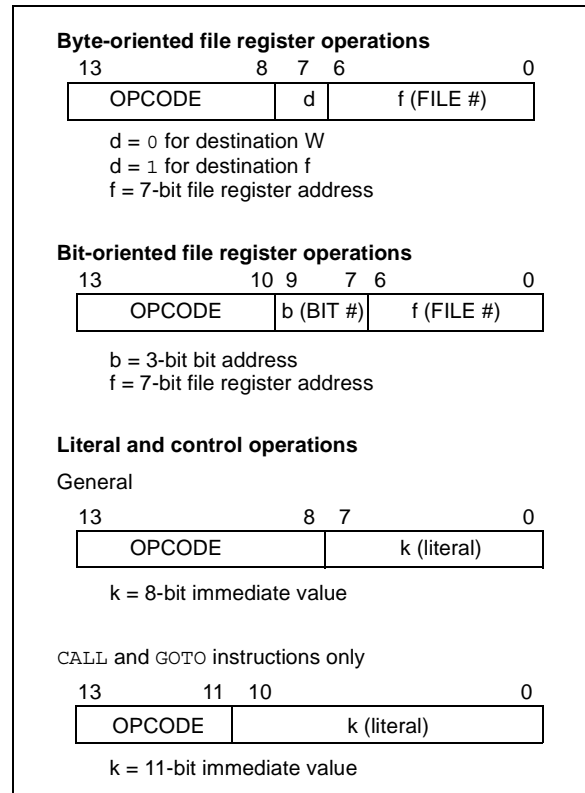 Byte-oriented file register operations
13 8 7 6 0
OPCODE d f (FILE #)
d = 0 for destination W
d = 1 for destination f
f = 7-bit file register address
Bit-oriented file register operations
13 10 9 7 6 0
OPCODE b (BIT #) f (FILE #)
b = 3-bit bit address
f = 7-bit file register address
Literal and control operations
General
13 8 7 0
OPCODE k (literal)
k = 8-bit immediate value
CALL and GOTO instructions only
13 11 10 0
OPCODE k (literal)
k = 11-bit immediate value